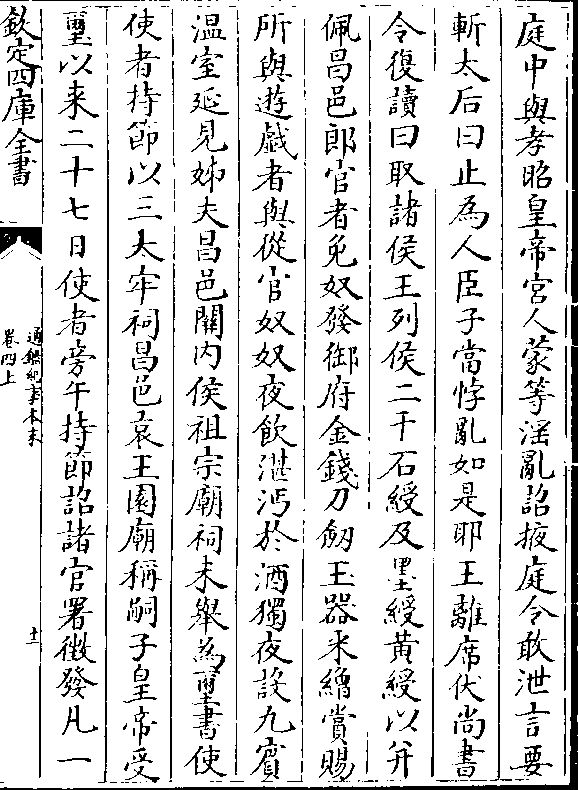 庭中與孝昭皇帝宮人蒙等滛亂詔掖庭令敢泄言要
斬太后曰止為人臣子當悖亂如是耶王離席伏尚書
令復讀曰取諸侯王列侯二千石綬及墨綬黃綬以并
佩昌邑郎官者免奴發御府金錢刀劒玉器采繒賞賜
所與遊戯者與從官官奴夜飲湛沔於酒獨夜設九賓
温室延見姊夫昌邑關内侯祖宗廟祠未舉為璽書使
使者持節以三太牢祠昌邑哀王園廟稱嗣子皇帝受
璽以来二十七日使者旁午持節詔諸官署徴發凡一
欽定四庫全書
通鑑紀事本末
卷四上
十一